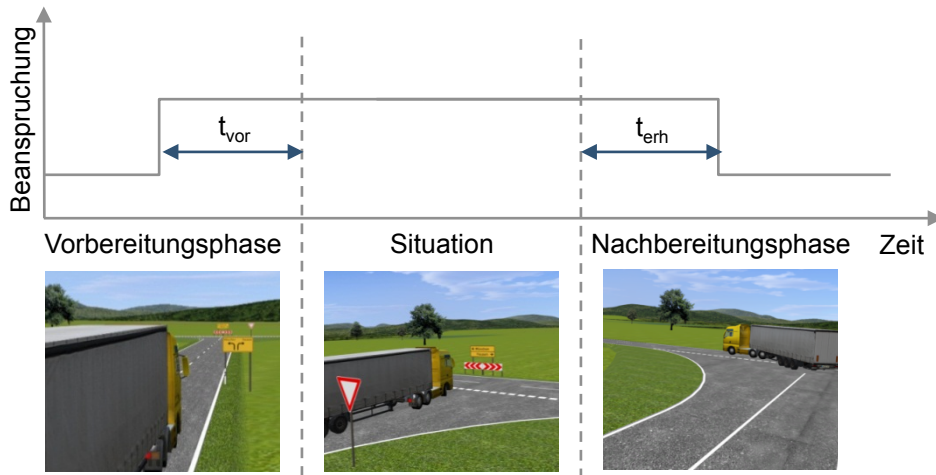 Beanspruchung
t_vor
t_erh
Vorbereitungsphase Situation Nachbereitungsphase Zeit